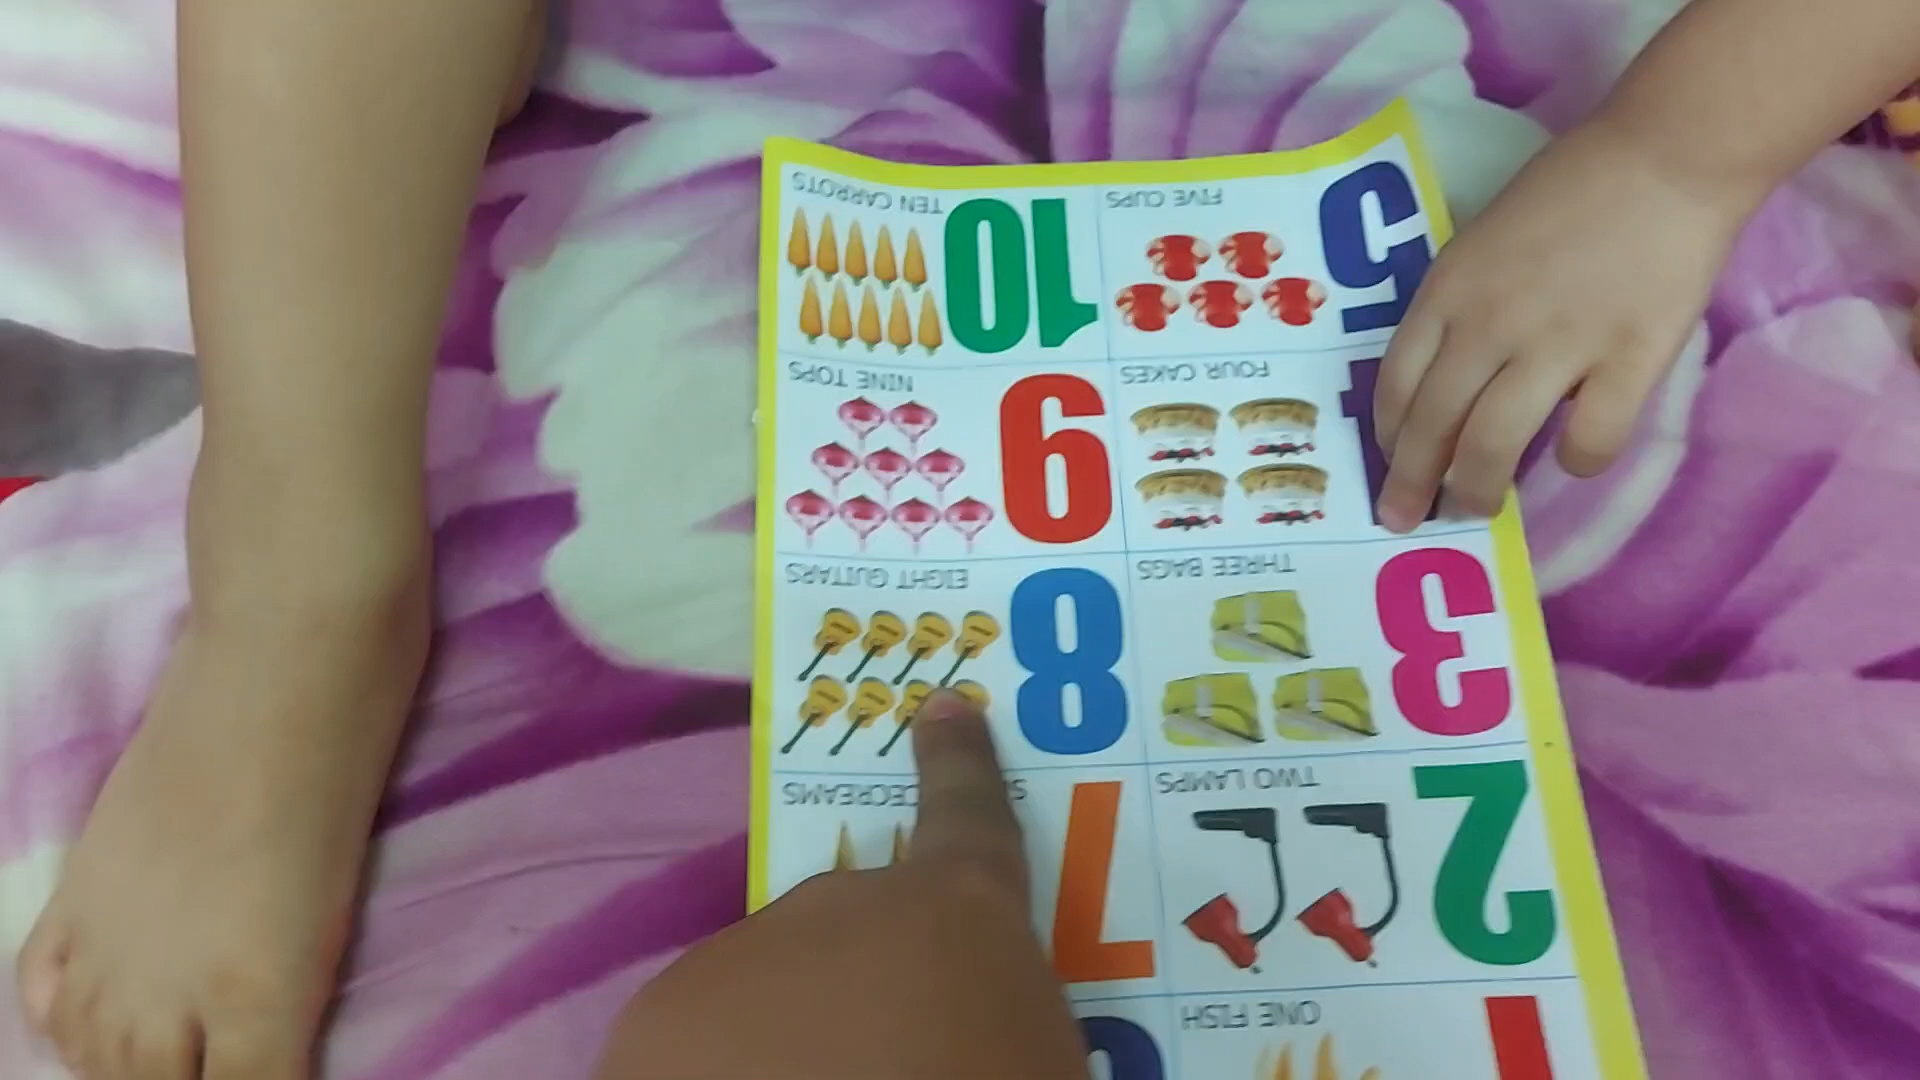 1
ONE FISH
2
TWO LAMPS
7
3
THREE BAGS
8
EIGHT GUITARS
4
FOUR CAKES
9
NINE TOPS
5
FIVE CUPS
10
TEN CARROTS